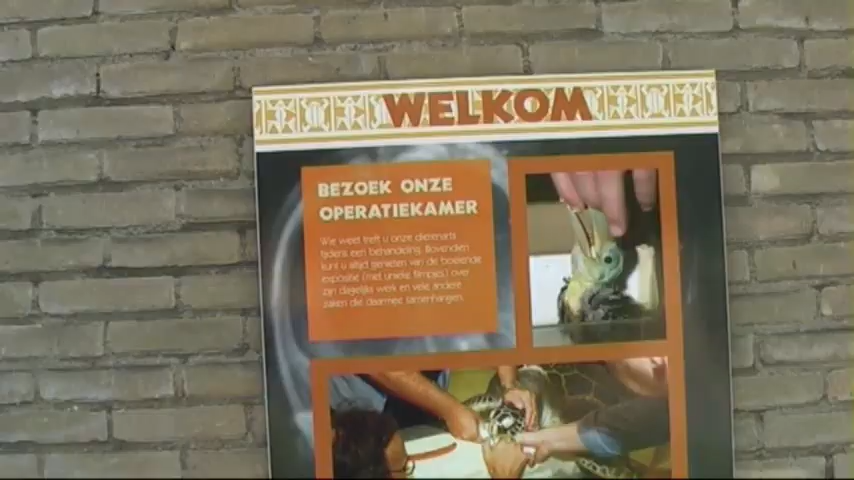 WELKOM
BEZOEK ONZE
OPERATIEKAMER
Wie weet treft u onze dierenarts
tijdens een behandeling. Bovendien
kunt u altijd genieten van de boeiende
expositie (met unieke filmpjes) over
zijn dagelijks werk en vele andere
zaken die daarmee samenhangen.